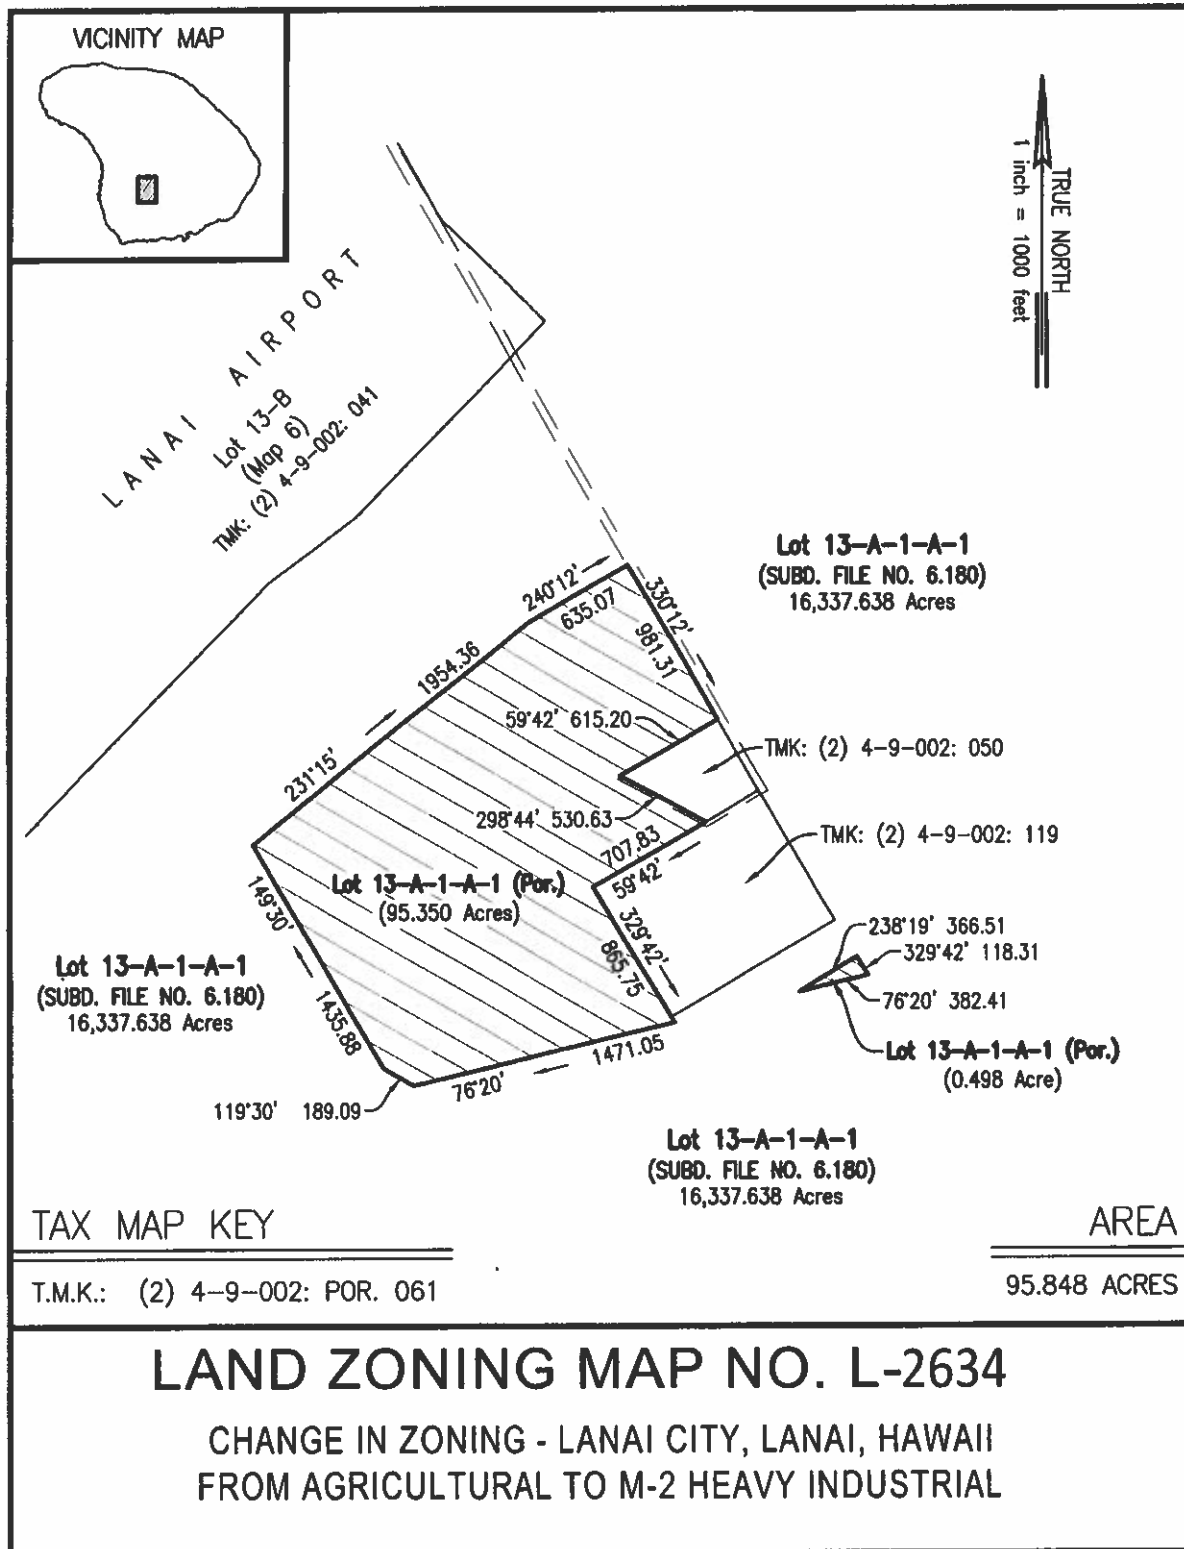 VICINITY MAP
TRUE NORTH
1 inch = 1000 feet
LANAI AIRPORT
Lot 13-B
(Map 6)
TMK: (2) 4-9-002: 041
Lot 13-A-1-A-1
(SUBD. FILE NO. 6.180)
16,337.638 Acres
240°12'
635.07
330°12'
981.31
1954.36
231°15'
59°42' 615.20
TMK: (2) 4-9-002: 050
298°44' 530.63
707.83
59°42'
TMK: (2) 4-9-002: 119
Lot 13-A-1-A-1 (Por.)
(95.350 Acres)
149°30'
1435.88
329°42'
865.75
238°19' 366.51
329°42' 118.31
76°20' 382.41
Lot 13-A-1-A-1 (Por.)
(0.498 Acre)
Lot 13-A-1-A-1
(SUBD. FILE NO. 6.180)
16,337.638 Acres
1471.05
76°20'
119°30' 189.09
Lot 13-A-1-A-1
(SUBD. FILE NO. 6.180)
16,337.638 Acres
TAX MAP KEY
AREA
T.M.K.: (2) 4-9-002: POR. 061
95.848 ACRES
LAND ZONING MAP NO. L-2634
CHANGE IN ZONING - LANAI CITY, LANAI, HAWAII
FROM AGRICULTURAL TO M-2 HEAVY INDUSTRIAL